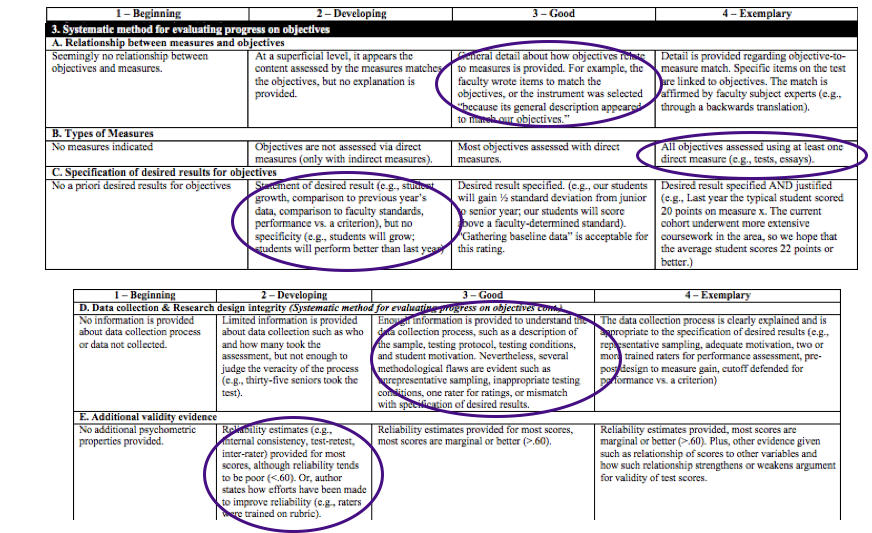 1 – Beginning 2 – Developing 3 – Good 4 – Exemplary
3. Systematic method for evaluating progress on objectives
A. Relationship between measures and objectives
Seemingly no relationship between
objectives and measures.
At a superficial level, it appears the
content assessed by the measures matches
the objectives, but no explanation is
provided.
General detail about how objectives relate
to measures is provided. For example, the
faculty wrote items to match the
objectives, or the instrument was selected
“because its general description appeared
to match our objectives.”
Detail is provided regarding objective-to-
measure match. Specific items on the test
are linked to objectives. The match is
affirmed by faculty subject experts (e.g.,
through a backwards translation).
B. Types of Measures
No measures indicated
Objectives are not assessed via direct
measures (only with indirect measures).
Most objectives assessed with direct
measures.
All objectives assessed using at least one
direct measure (e.g., tests, essays).
C. Specification of desired results for objectives
No a priori desired results for objectives
Statement of desired result (e.g., student
growth, comparison to previous year’s
data, comparison to faculty standards,
performance vs. a criterion), but no
specificity (e.g., students will grow;
students will perform better than last year)
Desired result specified. (e.g., our students
will gain ½ standard deviation from junior
to senior year; our students will score
above a faculty-determined standard).
“Gathering baseline data” is acceptable for
this rating.
Desired result specified AND justified
(e.g., Last year the typical student scored
20 points on measure x. The current
cohort underwent more extensive
coursework in the area, so we hope that
the average student scores 22 points or
better.)
1 – Beginning 2 – Developing 3 – Good 4 – Exemplary
D. Data collection & Research design integrity (Systematic method for evaluating progress on objectives cont.)
No information is provided
about data collection process
or data not collected.
Limited information is provided
about data collection such as who
and how many took the
assessment, but not enough to
judge the veracity of the process
(e.g., thirty-five seniors took the
test).
Enough information is provided to understand the
data collection process, such as a description of
the sample, testing protocol, testing conditions,
and student motivation. Nevertheless, several
methodological flaws are evident such as
unrepresentative sampling, inappropriate testing
conditions, one rater for ratings, or mismatch
with specification of desired results.
The data collection process is clearly explained and is
appropriate to the specification of desired results (e.g.,
representative sampling, adequate motivation, two or
more trained raters for performance assessment, pre-
post design to measure gain, cutoff defended for
performance vs. a criterion)
E. Additional validity evidence
No additional psychometric
properties provided.
Reliability estimates (e.g.,
internal consistency, test-retest,
inter-rater) provided for most
scores, although reliability tends
to be poor (<.60). Or, author
states how efforts have been made
to improve reliability (e.g., raters
were trained on rubric).
Reliability estimates provided for most scores,
most scores are marginal or better (>.60).
Reliability estimates provided, most scores are
marginal or better (>.60). Plus, other evidence given
such as relationship of scores to other variables and
how such relationship strengthens or weakens argument
for validity of test scores.